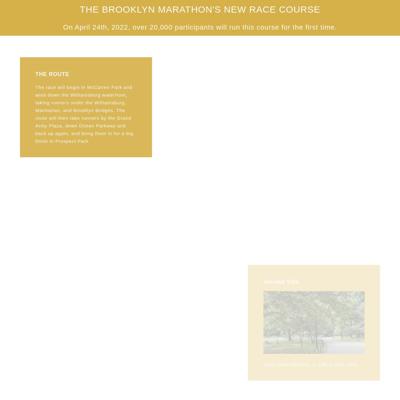 THE BROOKLYN MARATHON'S NEW RACE COURSE
On April 24th, 2022, over 20,000 participants will run this course for the first time.
THE ROUTE
The race will begin in McCarren Park and
wind down the Williamsburg waterfront,
taking runners under the Williamsburg,
Manhattan, and Brooklyn Bridges. The
route will then take runners by the Grand
Army Plaza, down Ocean Parkway and
back up again, and bring them in for a big
finish in Prospect Park.